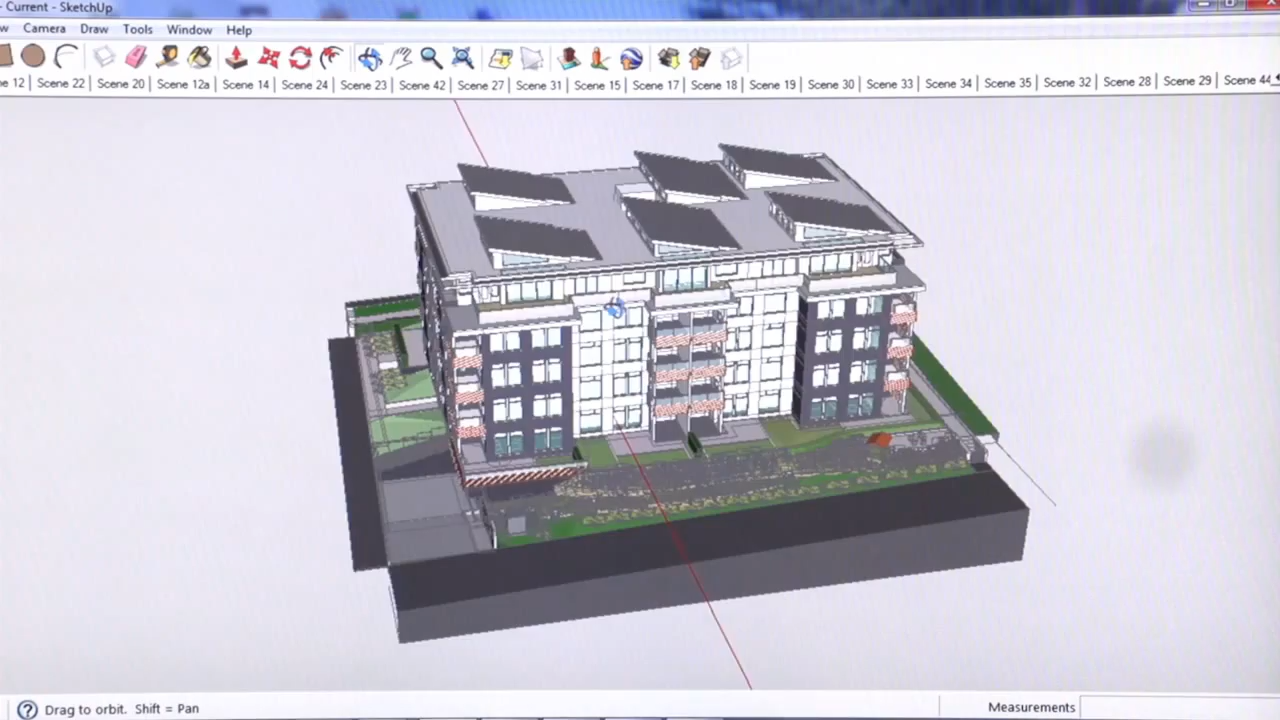 - Current - SketchUp
w Camera Draw Tools Window Help
ne 12 Scene 22 Scene 20 Scene 12a Scene 14 Scene 24 Scene 23 Scene 42 Scene 27 Scene 31 Scene 15 Scene 17 Scene 18 Scene 19 Scene 30 Scene 33 Scene 34 Scene 35 Scene 32 Scene 28 Scene 29 Scene 44
Drag to orbit. Shift = Pan
Measurements